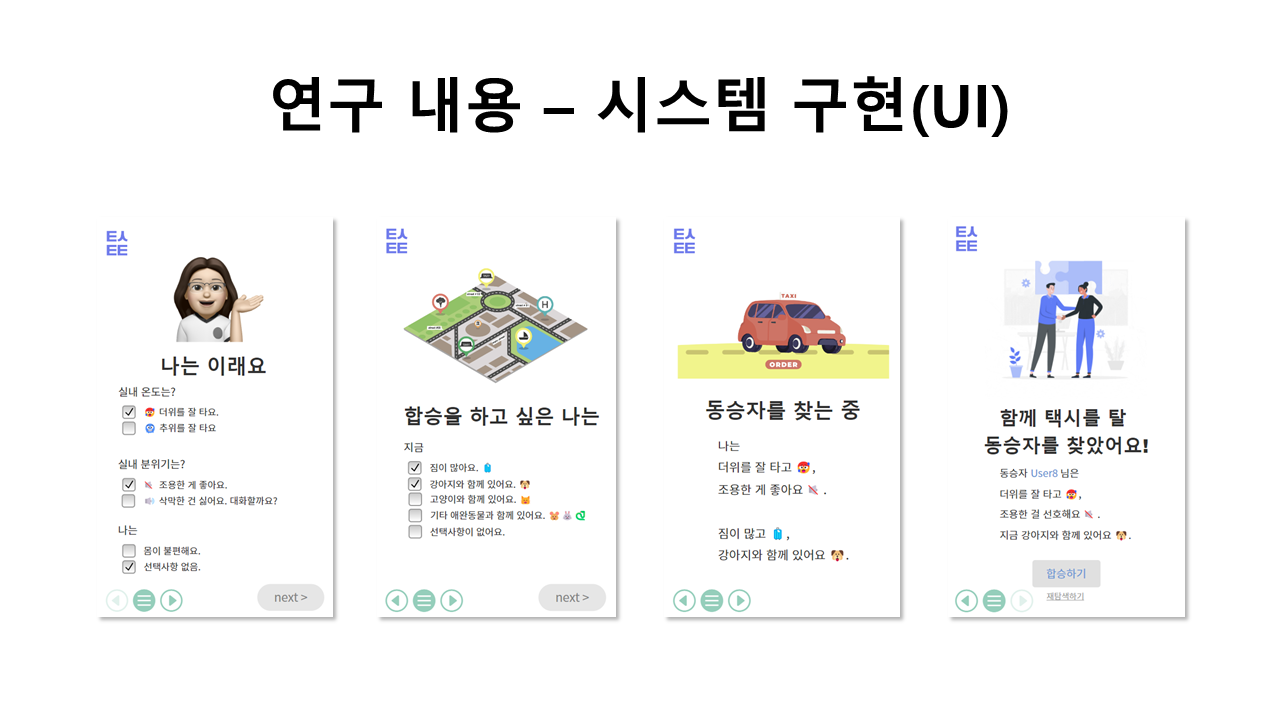 연구 내용 – 시스템 구현(UI)
타ㅅ
ㅌㅌ
나는 이래요
실내 온도는?
더위를 잘 타요.
추위를 잘 타요
실내 분위기는?
조용한 게 좋아요.
삭막한 건 싫어요. 대화할까요?
나는
몸이 불편해요.
선택사항 없음.
next >
합승을 하고 싶은 나는
지금
짐이 많아요.
강아지와 함께 있어요.
고양이와 함께 있어요.
기타 애완동물과 함께 있어요.
선택사항이 없어요.
next >
TAXI
ORDER
동승자를 찾는 중
나는
더위를 잘 타고 ,
조용한 게 좋아요 .
짐이 많고 ,
강아지와 함께 있어요 .
함께 택시를 탈
동승자를 찾았어요!
동승자 User8 님은
더위를 잘 타고 ,
조용한 걸 선호해요 .
지금 강아지와 함께 있어요 .
합승하기
재탐색하기